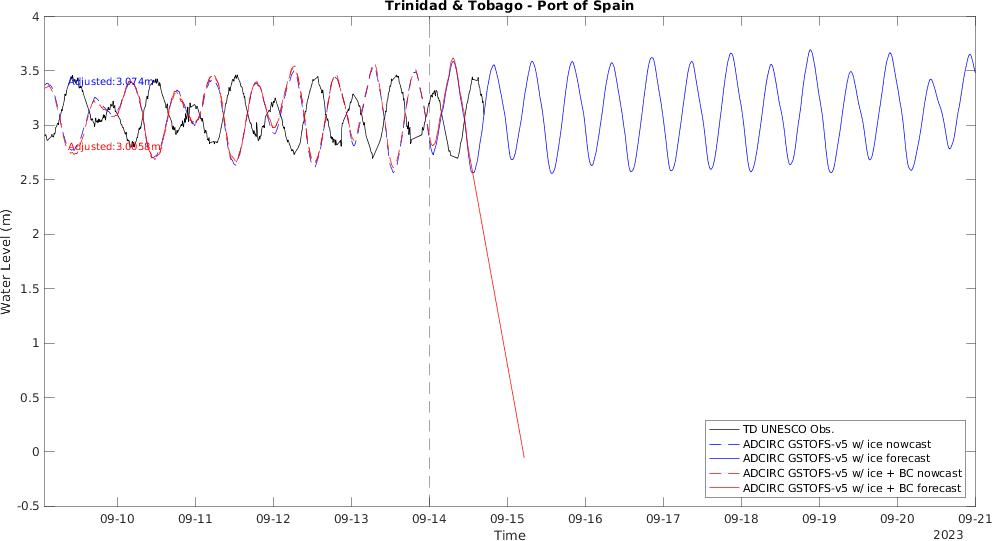 Trinidad & Tobago - Port of Spain
4
3.5
3
2.5
2
1.5
1
0.5
0
-0.5
Water Level (m)
Adjusted:3.074m
Adjusted:3.0058m
TD UNESCO Obs.
ADCIRC GSTOFS-v5 w/ ice nowcast
ADCIRC GSTOFS-v5 w/ ice forecast
ADCIRC GSTOFS-v5 w/ ice + BC nowcast
ADCIRC GSTOFS-v5 w/ ice + BC forecast
09-10 09-11 09-12 09-13 09-14 09-15 09-16 09-17 09-18 09-19 09-20 09-21
Time
2023